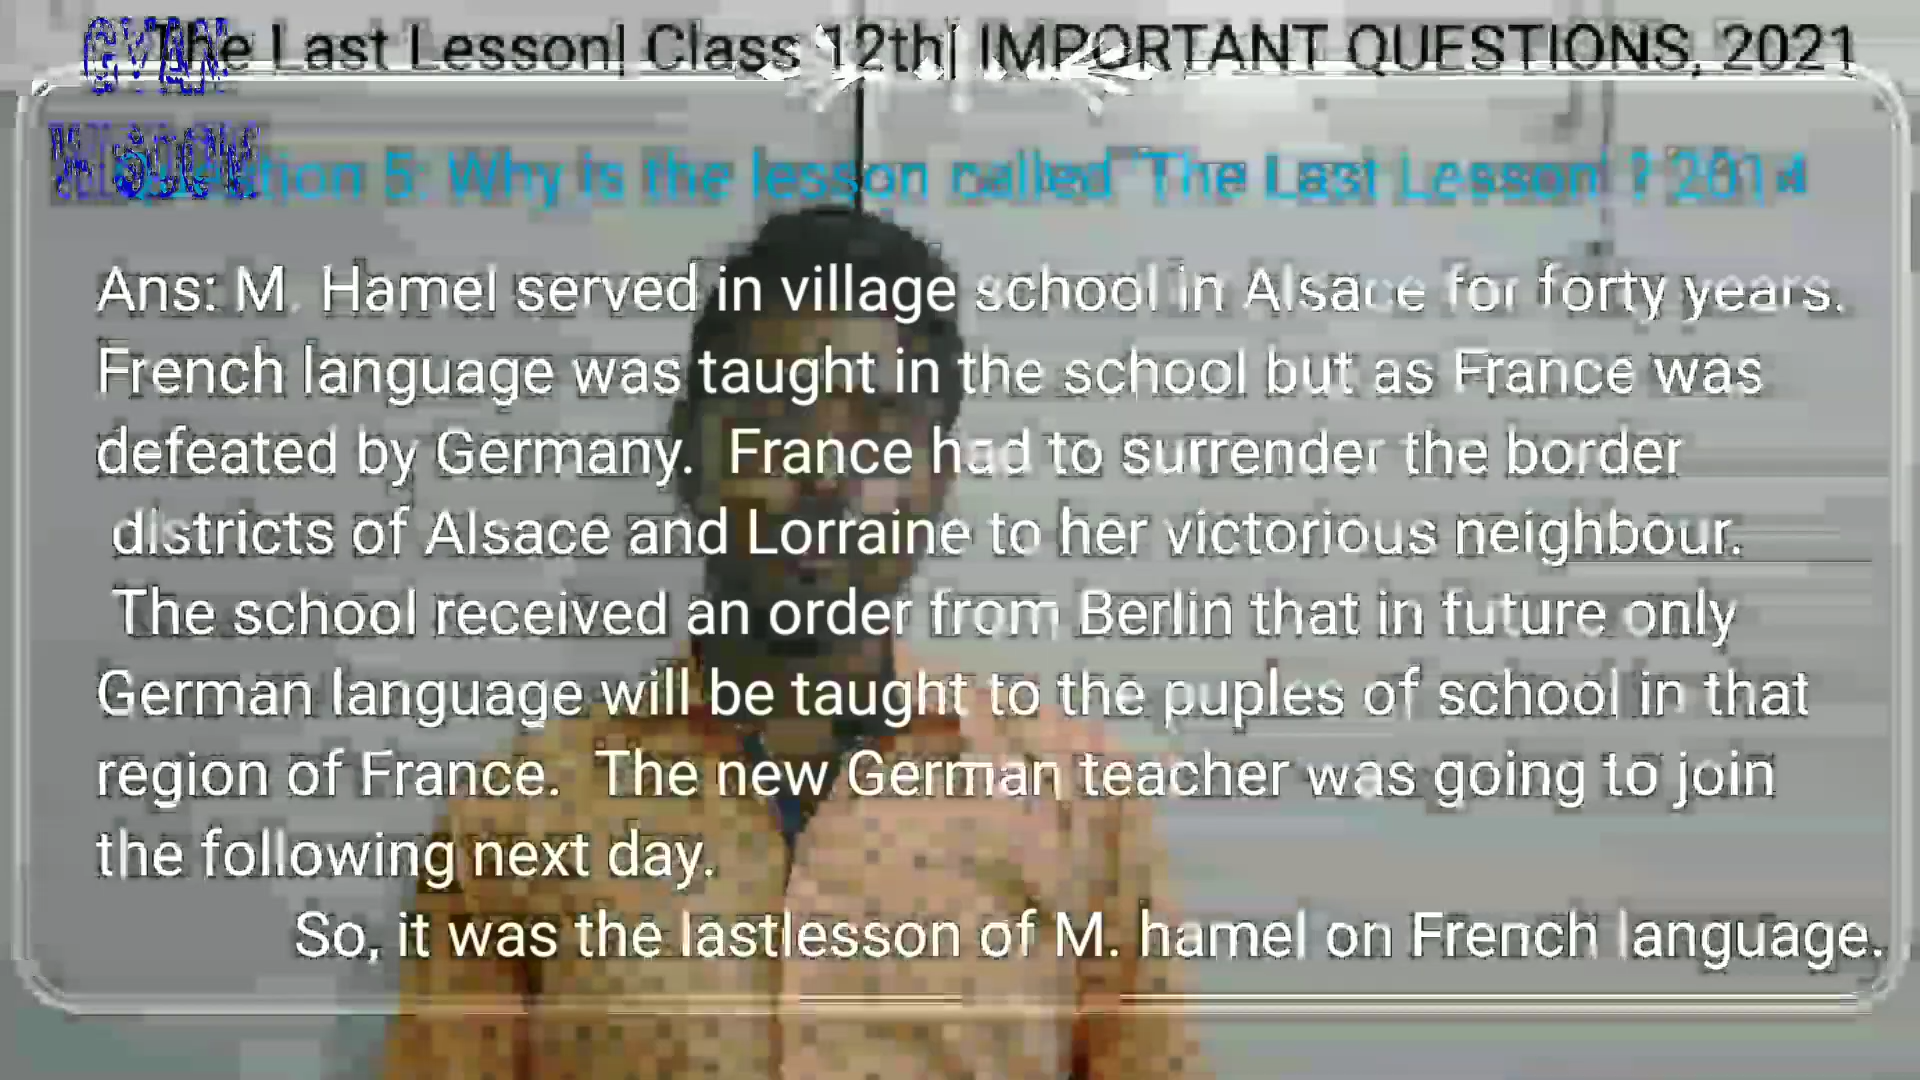 The Last Lesson| Class 12th| IMPORTANT QUESTIONS, 2021
GYAN
Question 5: Why is the lesson called 'The Last Lesson' ? 2014
Ans: M. Hamel served in village school in Alsace for forty years.
French language was taught in the school but as France was
defeated by Germany. France had to surrender the border
districts of Alsace and Lorraine to her victorious neighbour.
The school received an order from Berlin that in future only
German language will be taught to the puples of school in that
region of France. The new German teacher was going to join
the following next day.
So, it was the lastlesson of M. hamel on French language.